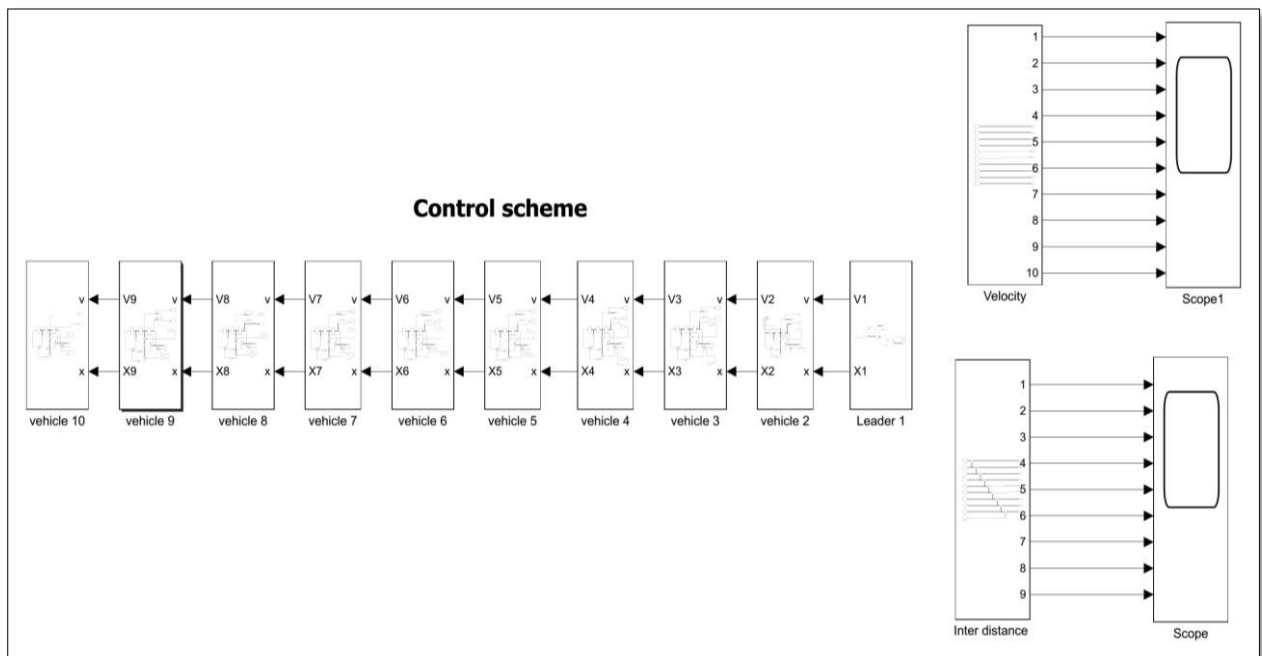 Control scheme
v
x
vehicle 10
V9
v
X9
x
vehicle 9
V8
v
X8
x
vehicle 8
V7
v
X7
x
vehicle 7
V6
v
X6
x
vehicle 6
V5
v
X5
x
vehicle 5
V4
v
X4
x
vehicle 4
V3
v
X3
x
vehicle 3
V2
v
X2
x
vehicle 2
V1
X1
Leader 1
1
2
3
4
5
6
7
8
9
10
Velocity
Scope1
1
2
3
4
5
6
7
8
9
Inter distance
Scope